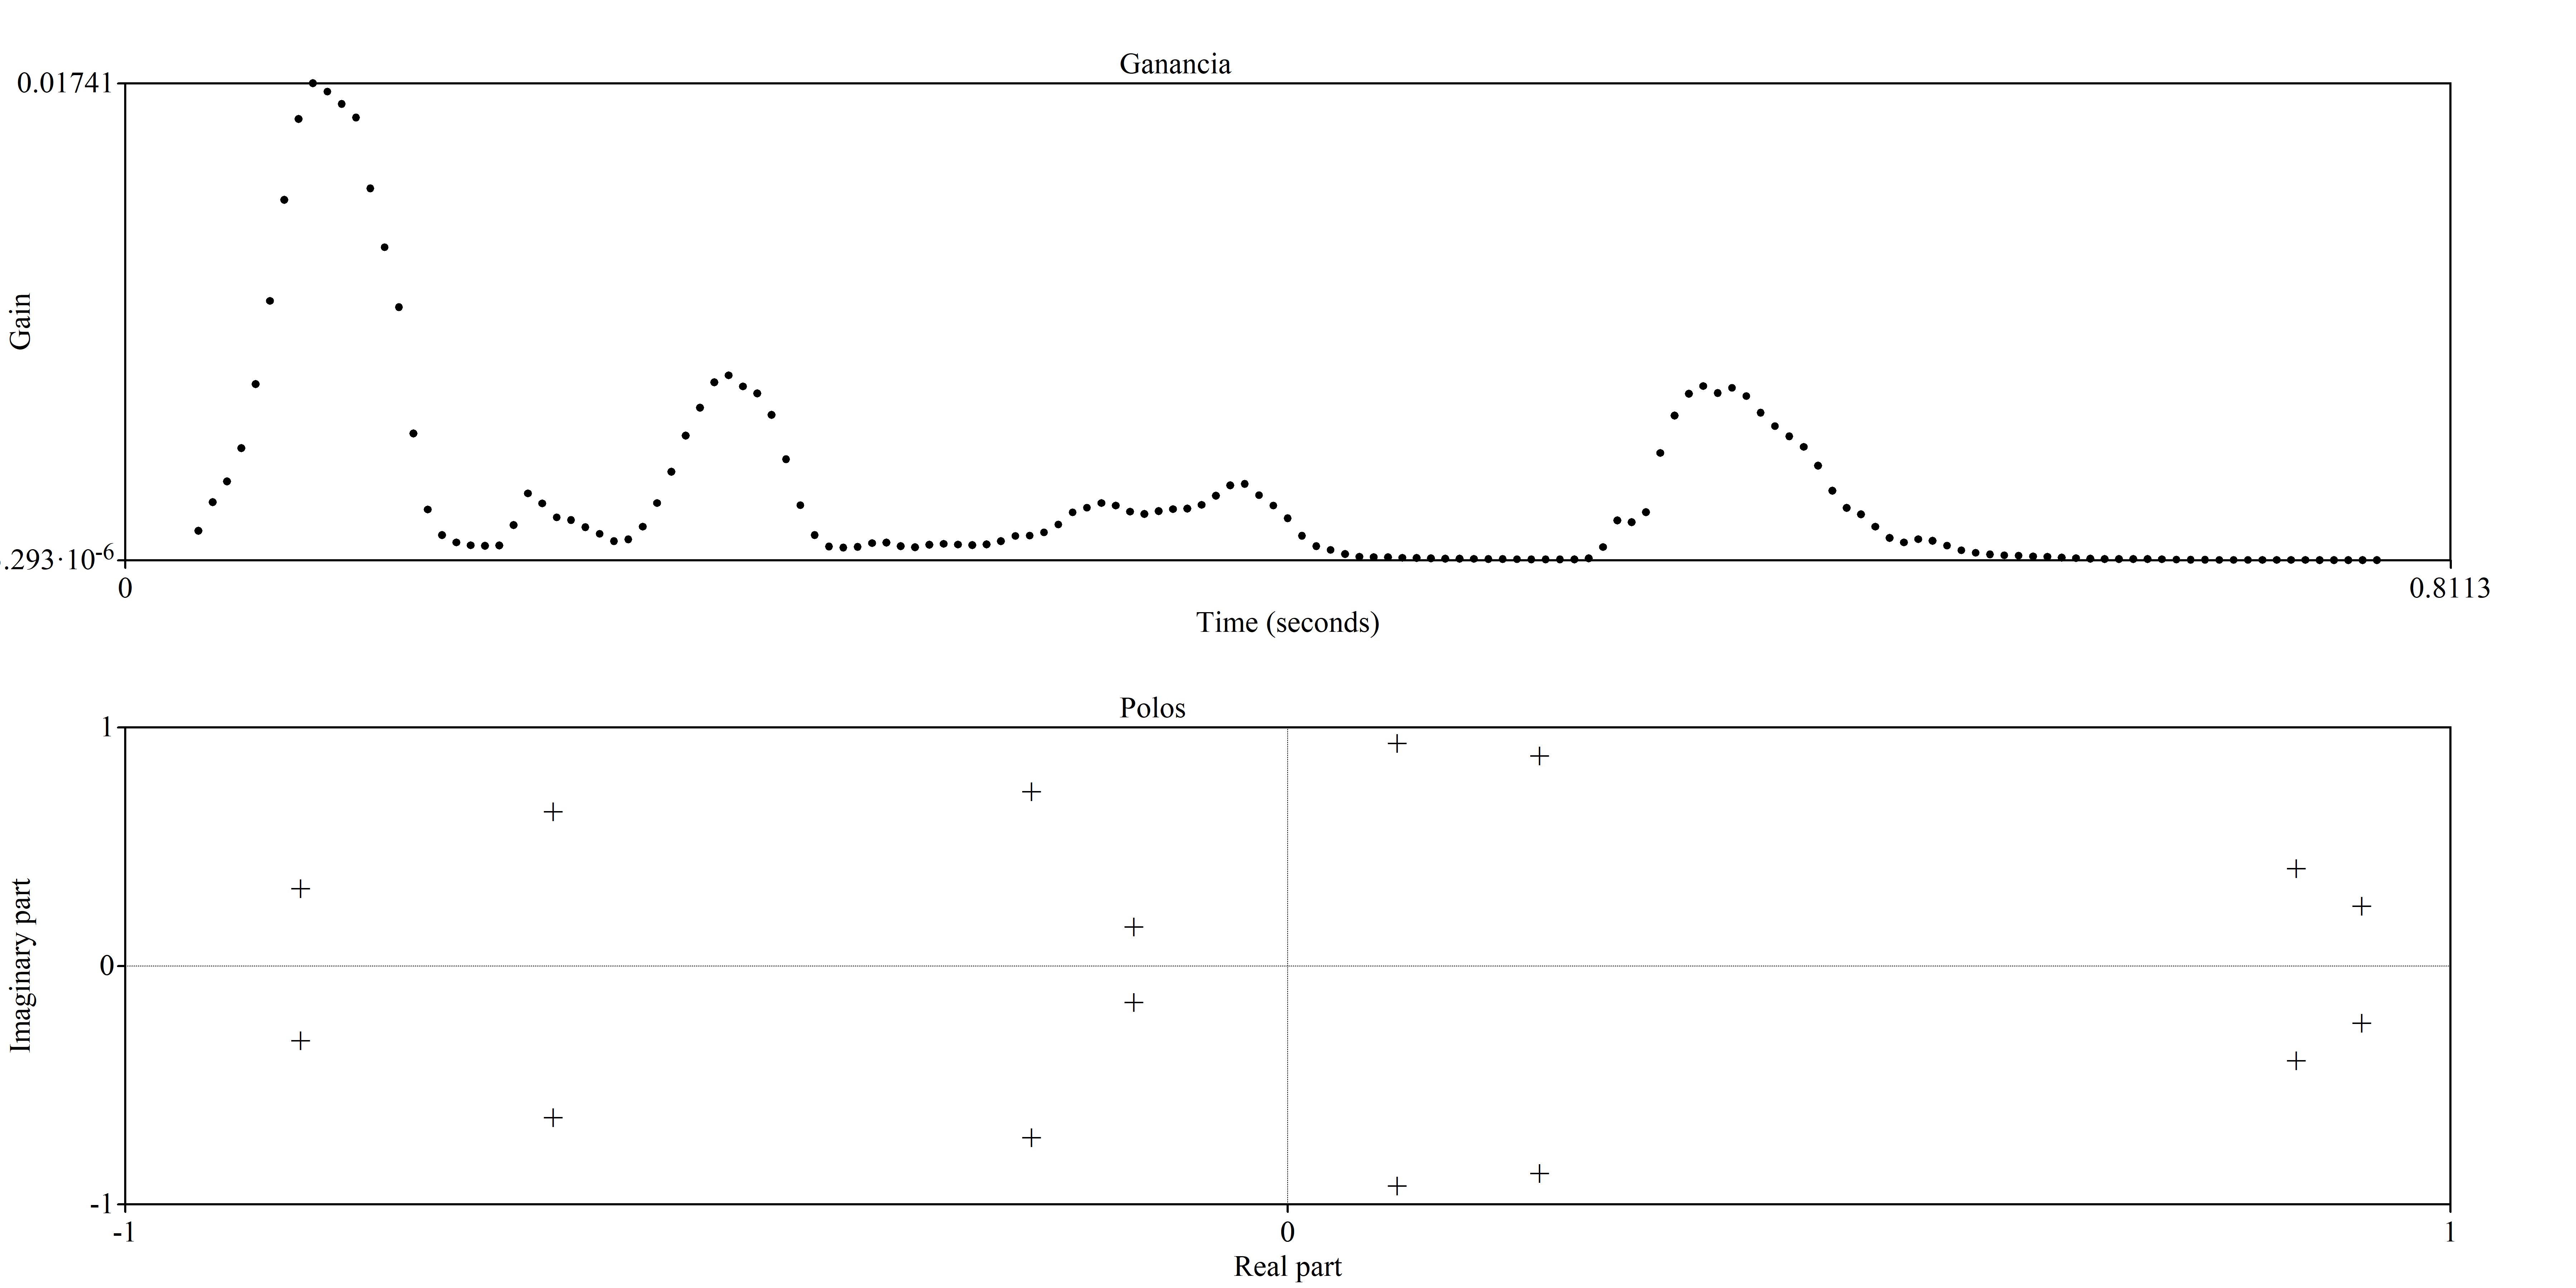 Ganancia
0.01741
Gain
.293·10-6
0
0.8113
Time (seconds)
Polos
1
Imaginary part
0
-1
-1
0
1
Real part